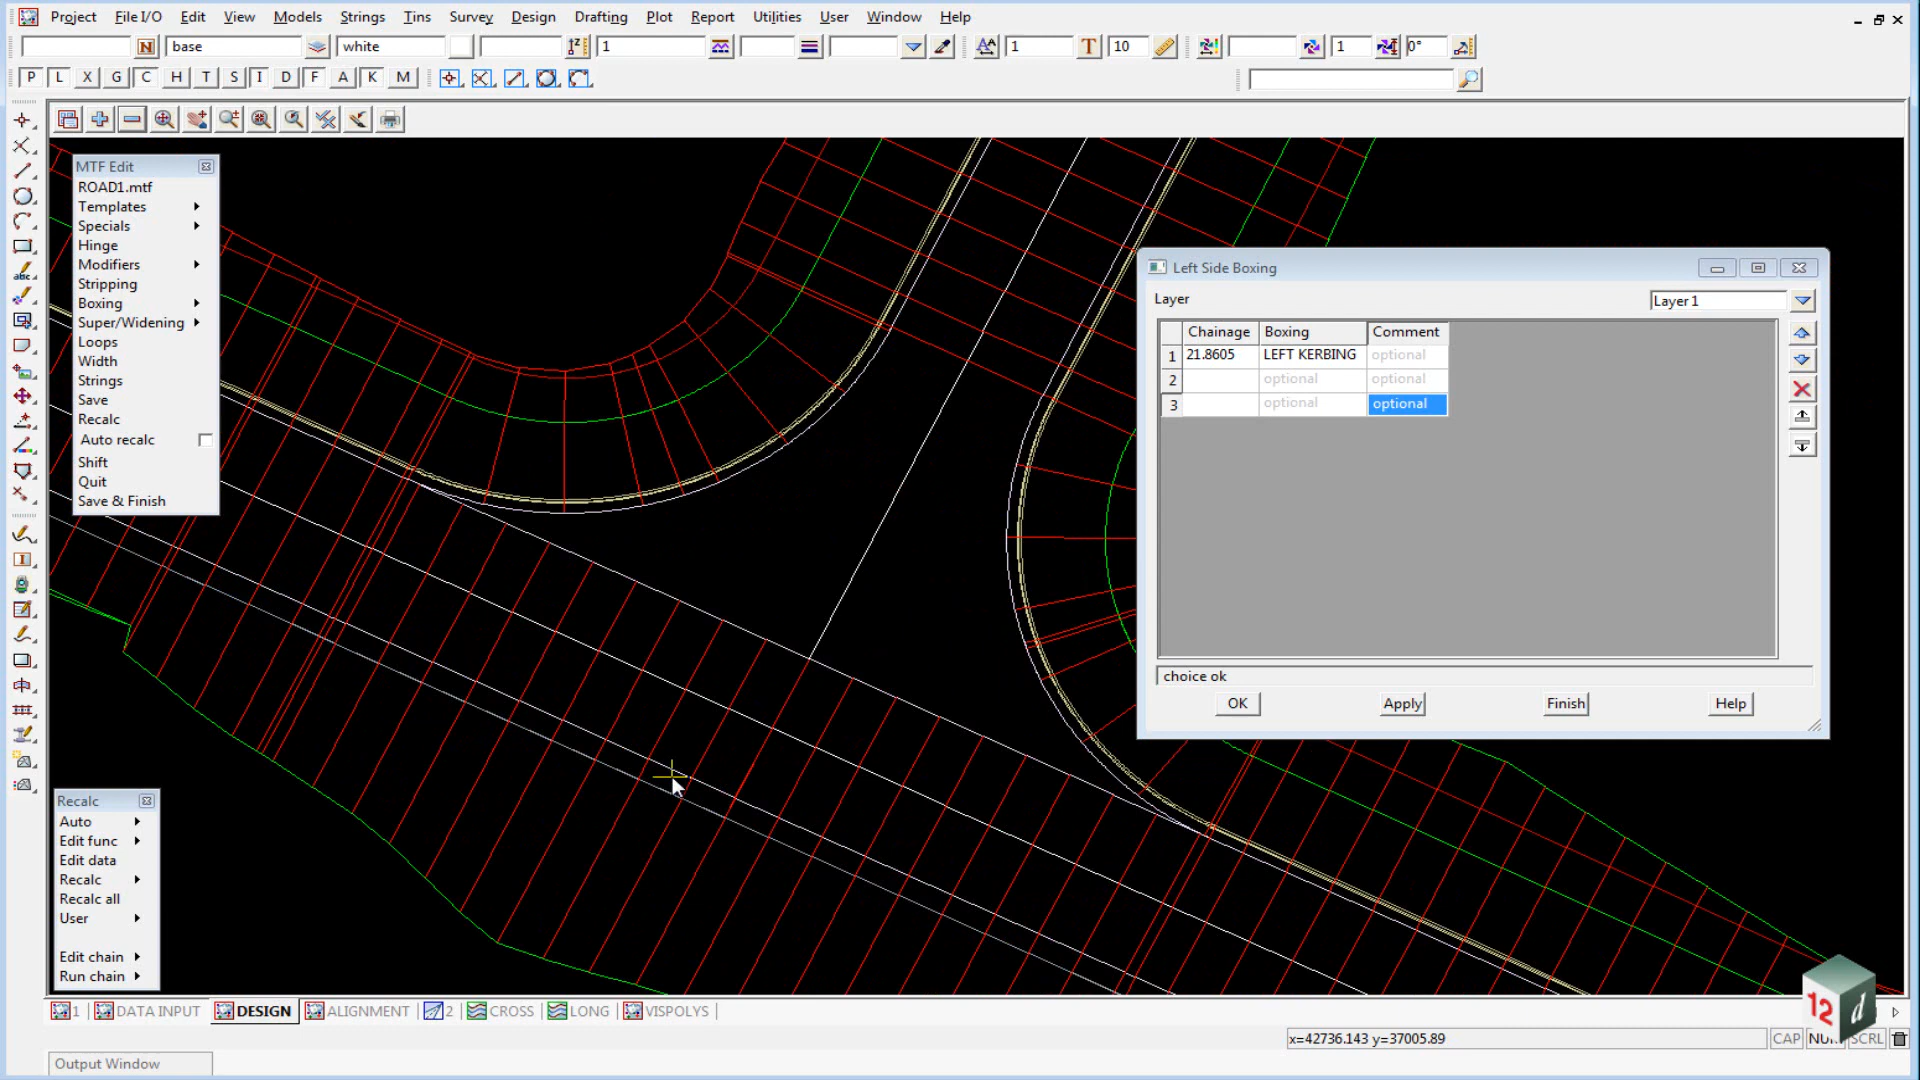 Project File I/O Edit View Models Strings Tins Survey Design Drafting Plot Report Utilities User Window Help
N base white 1 T 1 10 1 0°
P L X G C H T S I D F A K M
MTF Edit
ROAD1.mtf
Templates
Specials
Hinge
Modifiers
Stripping
Boxing
Super/Widening
Loops
Width
Strings
Save
Recalc
Auto recalc
Shift
Quit
Save & Finish
Left Side Boxing
Layer Layer 1
Chainage Boxing Comment
1 21.8605 LEFT KERBING optional
2 optional optional
3 optional optional
choice ok
OK Apply Finish Help
Recalc
Auto
Edit func
Edit data
Recalc
Recalc all
User
Edit chain
Run chain
12 d
1 DATA INPUT DESIGN ALIGNMENT 2 CROSS LONG VISPOLYS
x=42736.143 y=37005.89 CAP NUM SCRL
Output Window